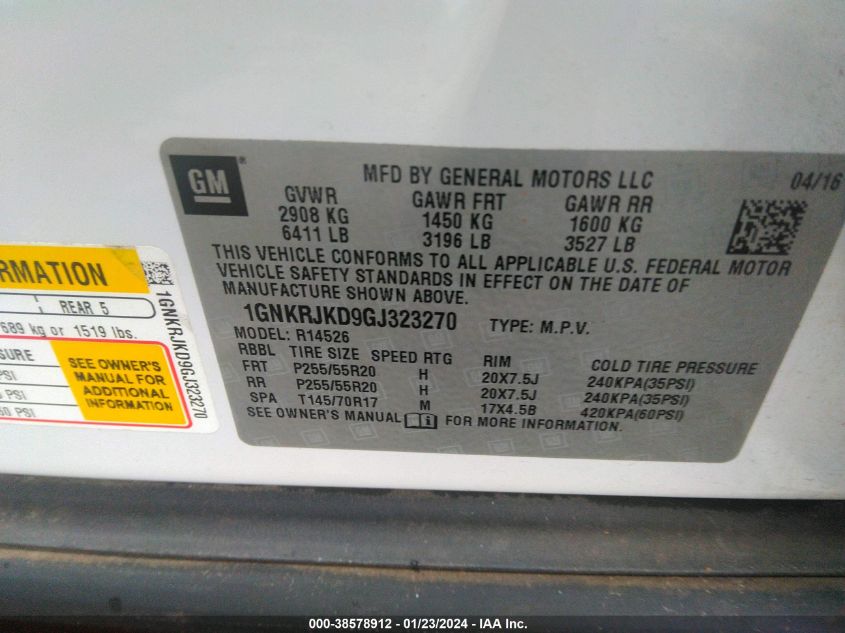 GM
®
MFD BY GENERAL MOTORS LLC
04/16
GVWR GAWR FRT GAWR RR
2908 KG 1450 KG 1600 KG
6411 LB 3196 LB 3527 LB
THIS VEHICLE CONFORMS TO ALL APPLICABLE U.S. FEDERAL MOTOR
VEHICLE SAFETY STANDARDS IN EFFECT ON THE DATE OF
MANUFACTURE SHOWN ABOVE.
1GNKRJKD9GJ323270 TYPE: M.P.V.
MODEL: R14526
RBBL TIRE SIZE SPEED RTG RIM COLD TIRE PRESSURE
FRT P255/55R20 H 20X7.5J 240KPA(35PSI)
RR P255/55R20 H 20X7.5J 240KPA(35PSI)
SPA T145/70R17 M 17X4.5B 420KPA(60PSI)
SEE OWNER'S MANUAL FOR MORE INFORMATION.
RMATION
REAR 5
689 kg or 1519 lbs.
SURE
PSI
PSI
PSI
SEE OWNER'S
MANUAL FOR
ADDITIONAL
INFORMATION
1GNKRJKD9GJ323270
000-38578912 - 01/23/2024 - IAA Inc.